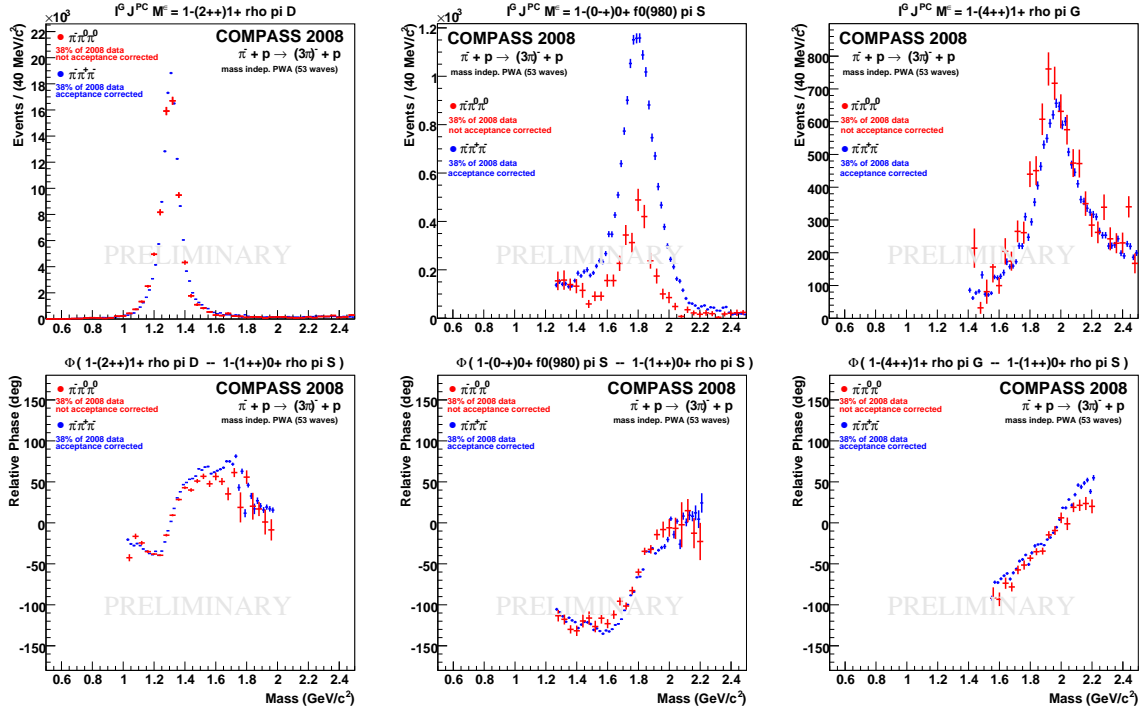 I^G J^PC M^ε = 1-(2++)1+ rho pi D
×10³
Events / (40 MeV/c²)
22
20
18
16
14
12
10
8
6
4
2
0
COMPASS 2008
π⁻ + p → (3π)⁻ + p
mass indep. PWA (53 waves)
π⁻π⁰π⁰
38% of 2008 data
not acceptance corrected
π⁻π⁺π⁻
38% of 2008 data
acceptance corrected
PRELIMINARY
0.6 0.8 1 1.2 1.4 1.6 1.8 2 2.2 2.4
I^G J^PC M^ε = 1-(0-+)0+ f0(980) pi S
×10³
Events / (40 MeV/c²)
1.2
1
0.8
0.6
0.4
0.2
0
COMPASS 2008
π⁻ + p → (3π)⁻ + p
mass indep. PWA (53 waves)
π⁻π⁰π⁰
38% of 2008 data
not acceptance corrected
π⁻π⁺π⁻
38% of 2008 data
acceptance corrected
PRELIMINARY
0.6 0.8 1 1.2 1.4 1.6 1.8 2 2.2 2.4
I^G J^PC M^ε = 1-(4++)1+ rho pi G
Events / (40 MeV/c²)
800
700
600
500
400
300
200
100
0
COMPASS 2008
π⁻ + p → (3π)⁻ + p
mass indep. PWA (53 waves)
π⁻π⁰π⁰
38% of 2008 data
not acceptance corrected
π⁻π⁺π⁻
38% of 2008 data
acceptance corrected
PRELIMINARY
0.6 0.8 1 1.2 1.4 1.6 1.8 2 2.2 2.4
Φ ( 1-(2++)1+ rho pi D -- 1-(1++)0+ rho pi S )
Relative Phase (deg)
150
100
50
0
-50
-100
-150
COMPASS 2008
π⁻ + p → (3π)⁻ + p
mass indep. PWA (53 waves)
π⁻π⁰π⁰
38% of 2008 data
not acceptance corrected
π⁻π⁺π⁻
38% of 2008 data
acceptance corrected
PRELIMINARY
0.6 0.8 1 1.2 1.4 1.6 1.8 2 2.2 2.4
Mass (GeV/c²)
Φ ( 1-(0-+)0+ f0(980) pi S -- 1-(1++)0+ rho pi S )
Relative Phase (deg)
150
100
50
0
-50
-100
-150
COMPASS 2008
π⁻ + p → (3π)⁻ + p
mass indep. PWA (53 waves)
π⁻π⁰π⁰
38% of 2008 data
not acceptance corrected
π⁻π⁺π⁻
38% of 2008 data
acceptance corrected
PRELIMINARY
0.6 0.8 1 1.2 1.4 1.6 1.8 2 2.2 2.4
Mass (GeV/c²)
Φ ( 1-(4++)1+ rho pi G -- 1-(1++)0+ rho pi S )
Relative Phase (deg)
150
100
50
0
-50
-100
-150
COMPASS 2008
π⁻ + p → (3π)⁻ + p
mass indep. PWA (53 waves)
π⁻π⁰π⁰
38% of 2008 data
not acceptance corrected
π⁻π⁺π⁻
38% of 2008 data
acceptance corrected
PRELIMINARY
0.6 0.8 1 1.2 1.4 1.6 1.8 2 2.2 2.4
Mass (GeV/c²)